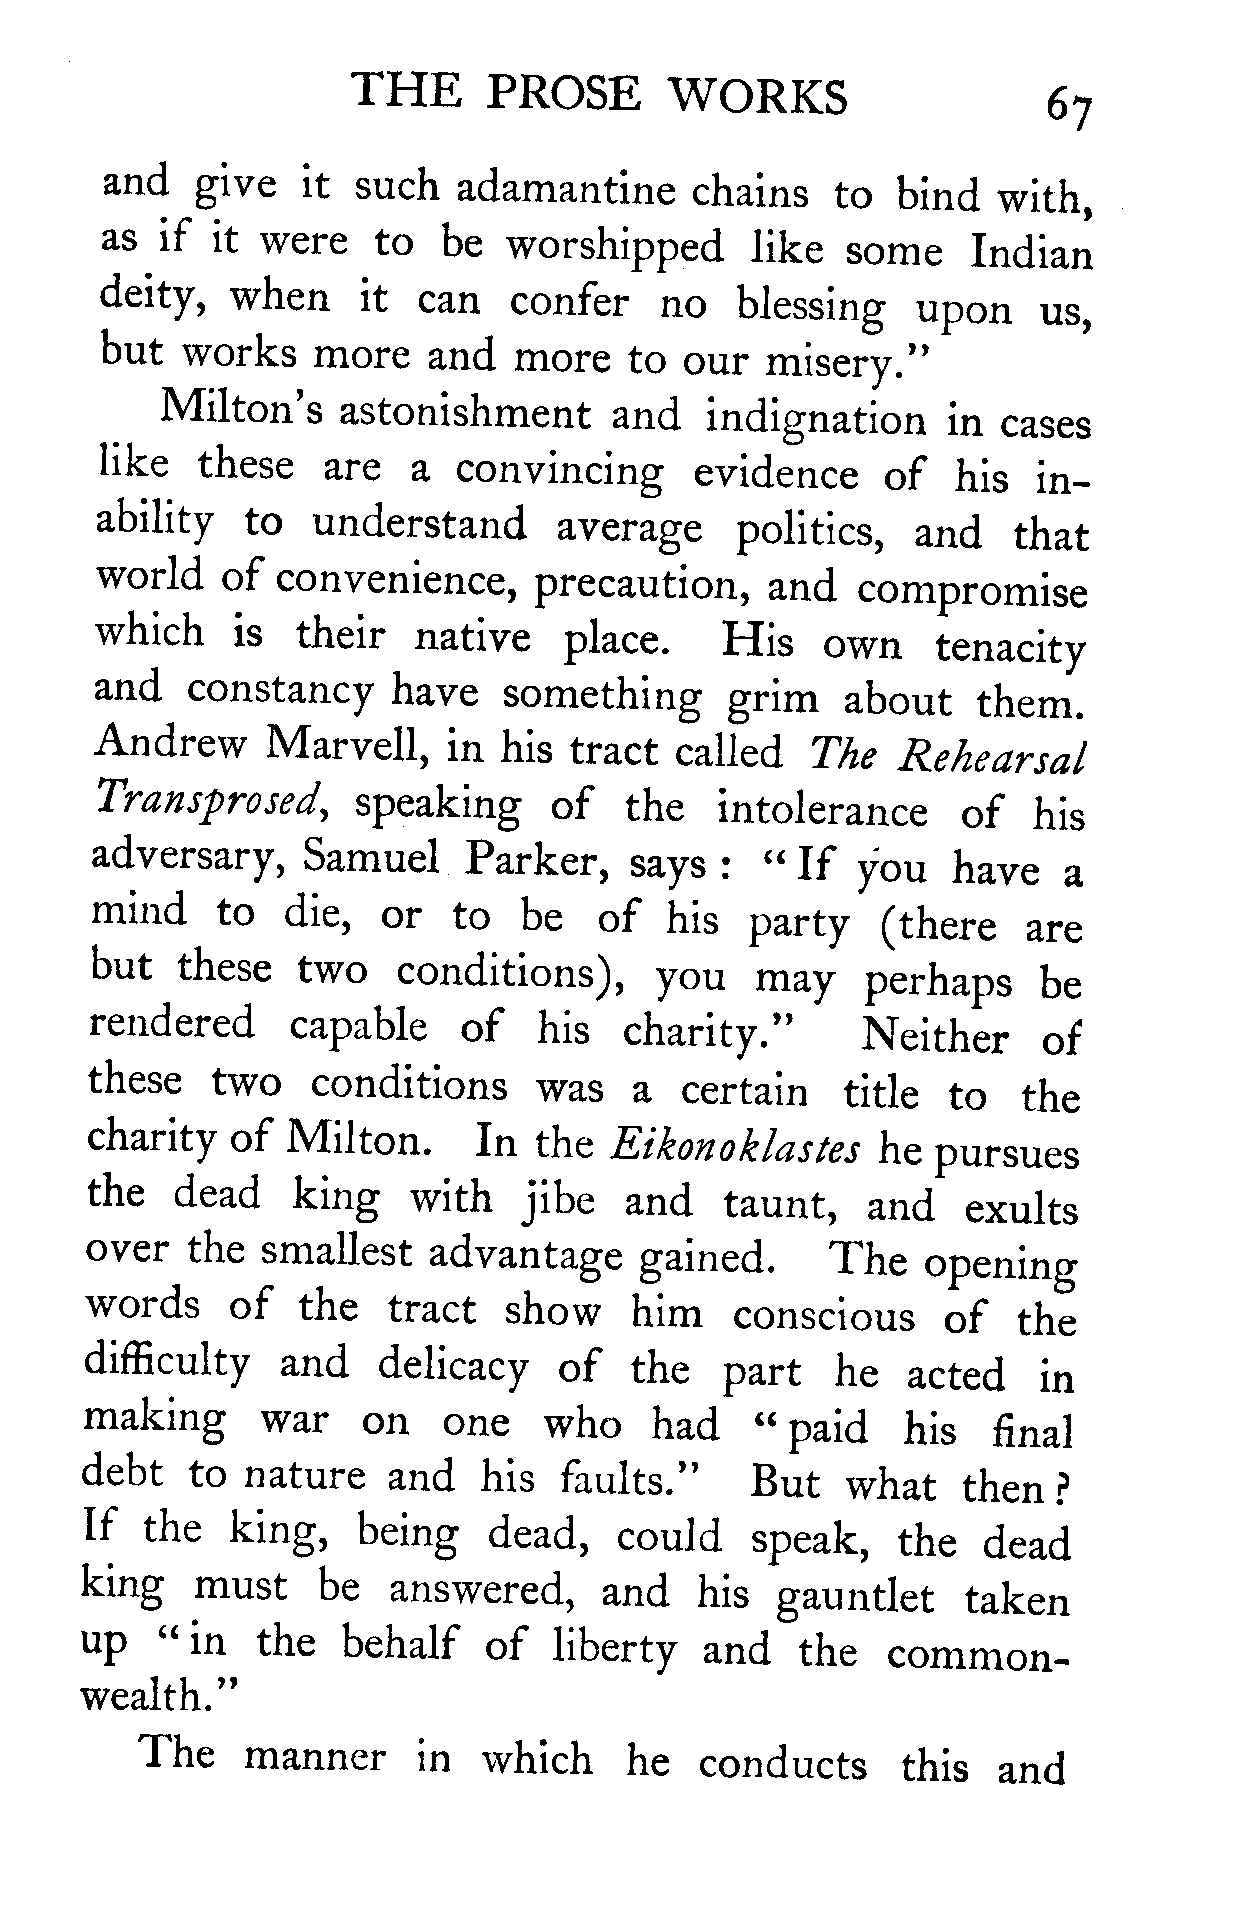 THE PROSE WORKS 67
and give it such adamantine chains to bind with,
as if it were to be worshipped like some Indian
deity, when it can confer no blessing upon us,
but works more and more to our misery."
Milton's astonishment and indignation in cases
like these are a convincing evidence of his in-
ability to understand average politics, and that
world of convenience, precaution, and compromise
which is their native place. His own tenacity
and constancy have something grim about them.
Andrew Marvell, in his tract called The Rehearsal
Transprosed, speaking of the intolerance of his
adversary, Samuel Parker, says : " If you have a
mind to die, or to be of his party (there are
but these two conditions), you may perhaps be
rendered capable of his charity." Neither of
these two conditions was a certain title to the
charity of Milton. In the Eikonoklastes he pursues
the dead king with jibe and taunt, and exults
over the smallest advantage gained. The opening
words of the tract show him conscious of the
difficulty and delicacy of the part he acted in
making war on one who had " paid his final
debt to nature and his faults." But what then ?
If the king, being dead, could speak, the dead
king must be answered, and his gauntlet taken
up " in the behalf of liberty and the common-
wealth."
The manner in which he conducts this and